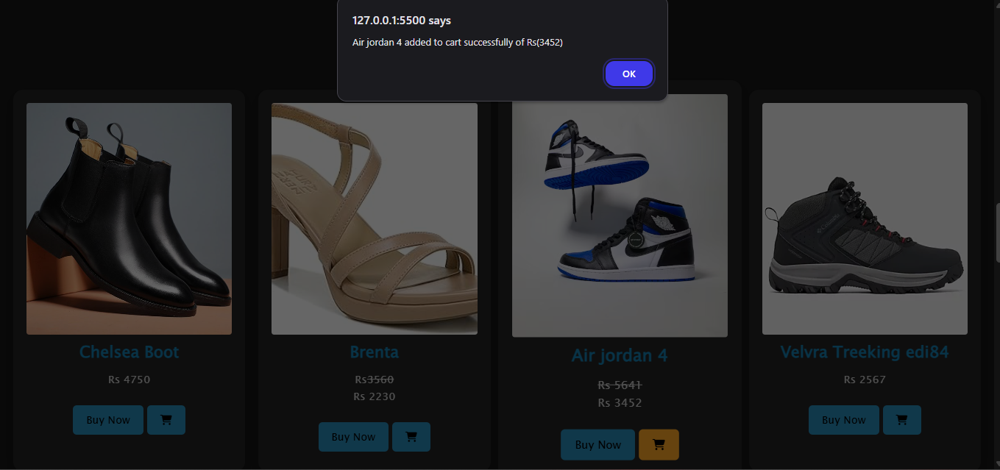 127.0.0.1:5500 says
Air jordan 4 added to cart successfully of Rs(3452)
OK
Chelsea Boot
Rs 4750
Buy Now
Brenta
Rs3560
Rs 2230
Buy Now
Air jordan 4
Rs 5641
Rs 3452
Buy Now
Velvra Treeking edi84
Rs 2567
Buy Now